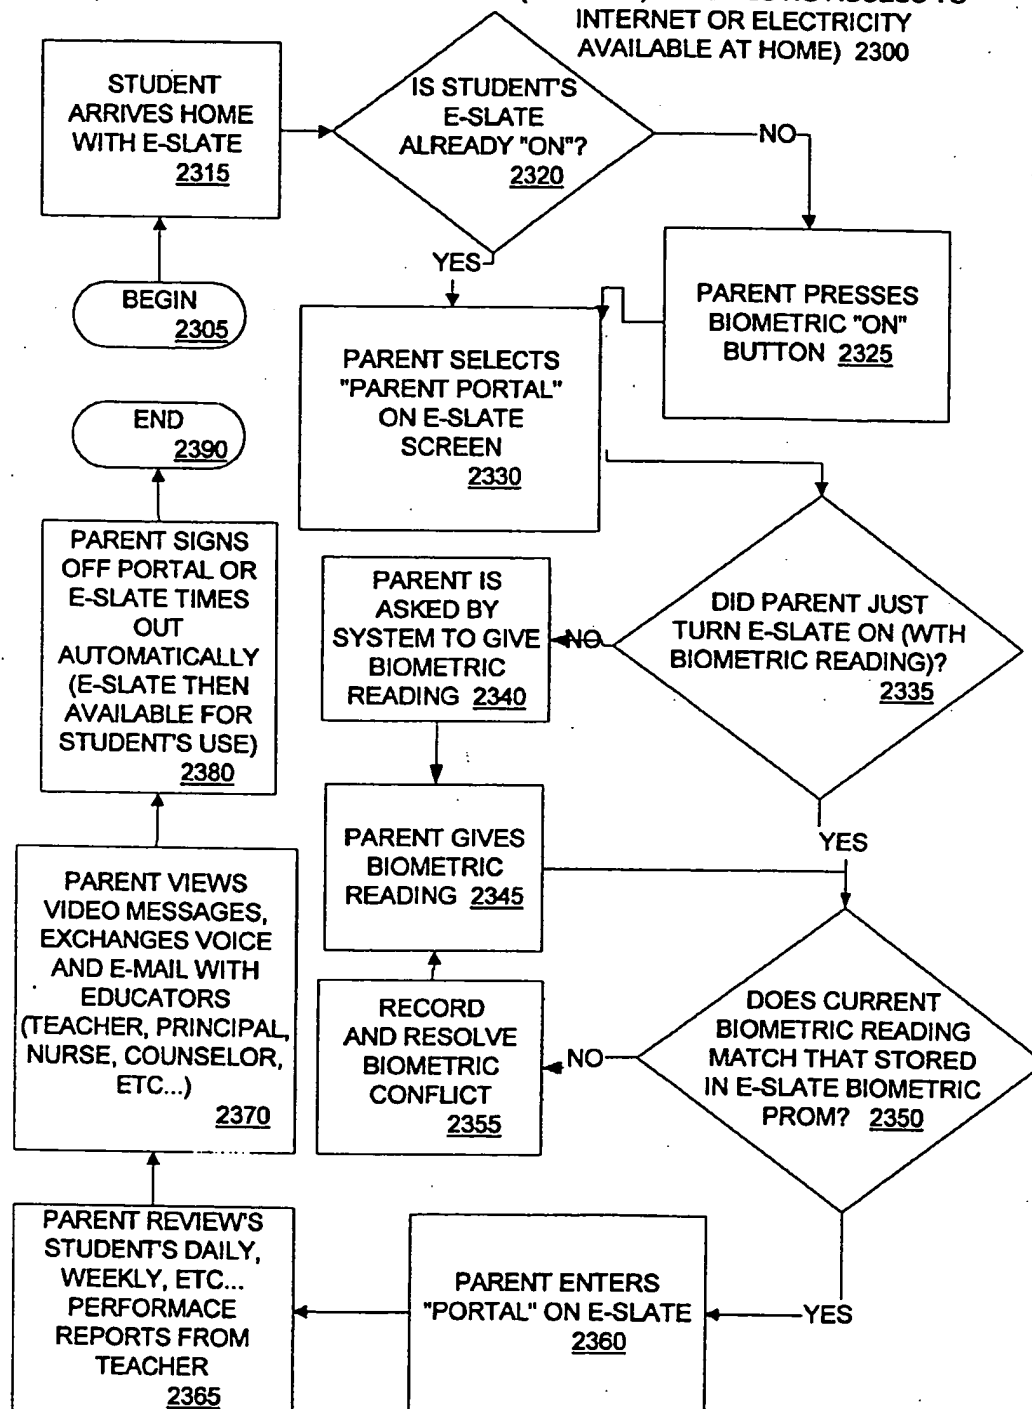 INTERNET OR ELECTRICITY
AVAILABLE AT HOME) 2300
STUDENT
ARRIVES HOME
WITH E-SLATE
2315
IS STUDENT'S
E-SLATE
ALREADY "ON"?
2320
NO
YES
BEGIN
2305
PARENT PRESSES
BIOMETRIC "ON"
BUTTON 2325
PARENT SELECTS
"PARENT PORTAL"
ON E-SLATE
SCREEN
2330
END
2390
PARENT SIGNS
OFF PORTAL OR
E-SLATE TIMES
OUT
AUTOMATICALLY
(E-SLATE THEN
AVAILABLE FOR
STUDENT'S USE)
2380
PARENT IS
ASKED BY
SYSTEM TO GIVE
BIOMETRIC
READING 2340
NO
DID PARENT JUST
TURN E-SLATE ON (WTH
BIOMETRIC READING)?
2335
YES
PARENT GIVES
BIOMETRIC
READING 2345
PARENT VIEWS
VIDEO MESSAGES,
EXCHANGES VOICE
AND E-MAIL WITH
EDUCATORS
(TEACHER, PRINCIPAL,
NURSE, COUNSELOR,
ETC...)
2370
RECORD
AND RESOLVE
BIOMETRIC
CONFLICT
2355
NO
DOES CURRENT
BIOMETRIC READING
MATCH THAT STORED
IN E-SLATE BIOMETRIC
PROM? 2350
YES
PARENT REVIEW'S
STUDENT'S DAILY,
WEEKLY, ETC...
PERFORMACE
REPORTS FROM
TEACHER
2365
PARENT ENTERS
"PORTAL" ON E-SLATE
2360